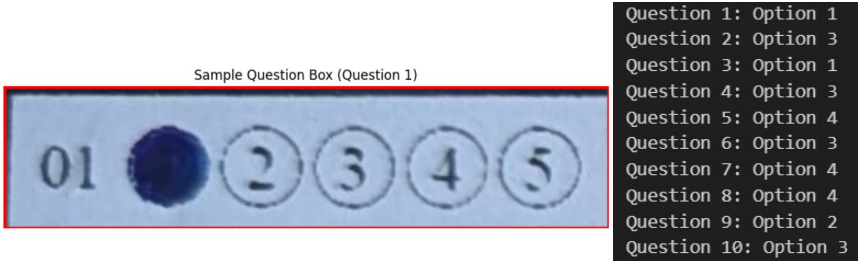 Sample Question Box (Question 1)
01 2 3 4 5
Question 1: Option 1
Question 2: Option 3
Question 3: Option 1
Question 4: Option 3
Question 5: Option 4
Question 6: Option 3
Question 7: Option 4
Question 8: Option 4
Question 9: Option 2
Question 10: Option 3